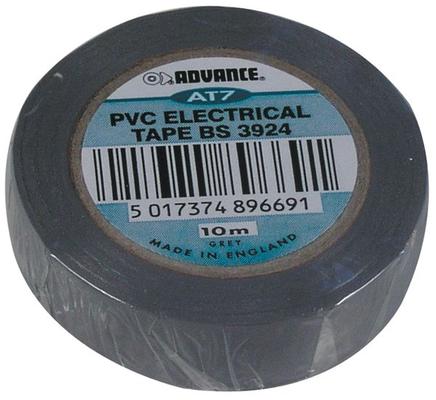 ADVANCE®
AT7
PVC ELECTRICAL
TAPE BS 3924
5 017374 896691
10m
GREY
MADE IN ENGLAND